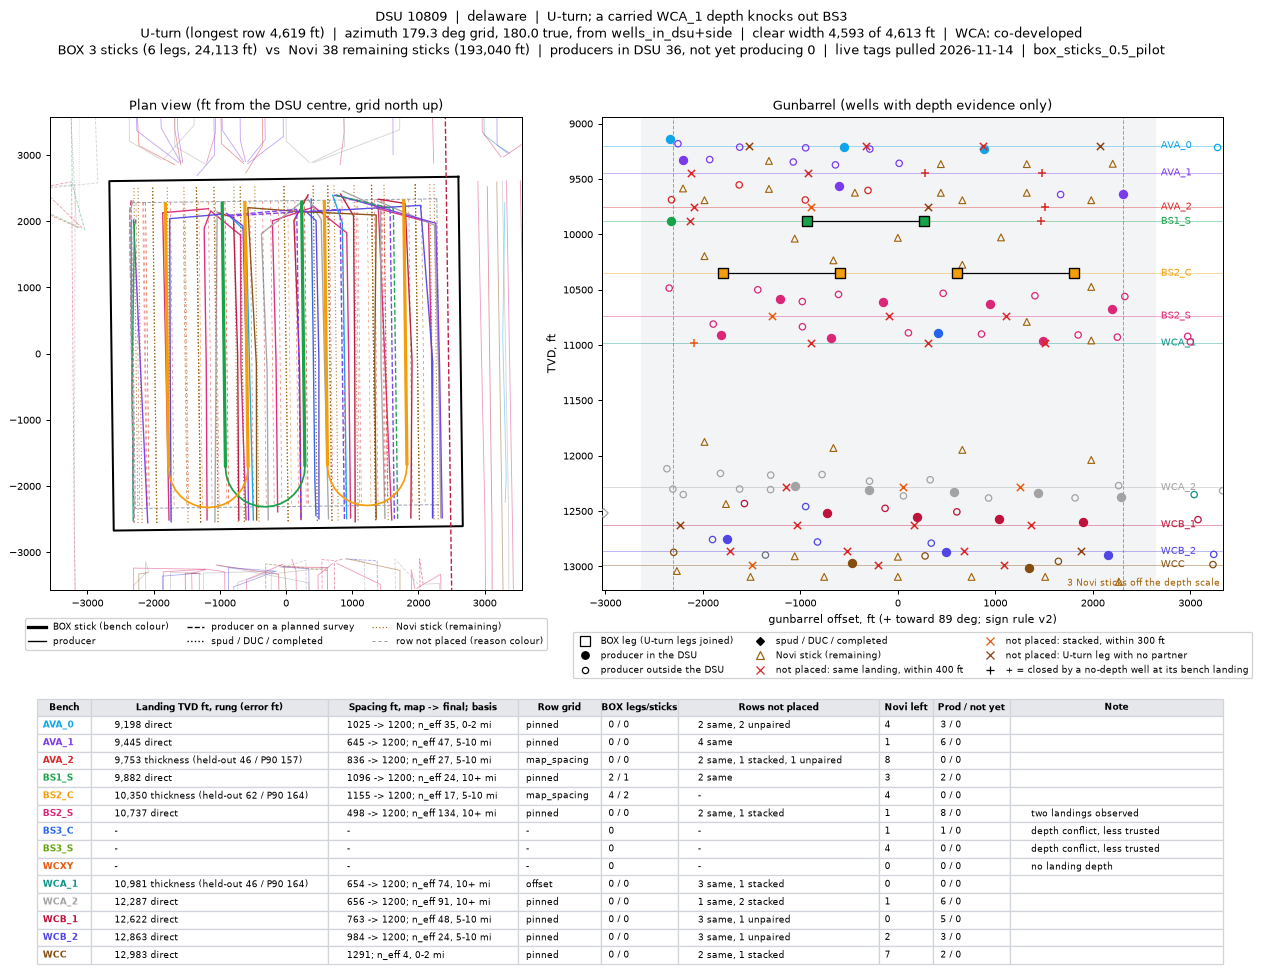 DSU 10809 | delaware | U-turn; a carried WCA_1 depth knocks out BS3
U-turn (longest row 4,619 ft) | azimuth 179.3 deg grid, 180.0 true, from wells_in_dsu+side | clear width 4,593 of 4,613 ft | WCA: co-developed
BOX 3 sticks (6 legs, 24,113 ft) vs Novi 38 remaining sticks (193,040 ft) | producers in DSU 36, not yet producing 0 | live tags pulled 2026-11-14 | box_sticks_0.5_pilot
Plan view (ft from the DSU centre, grid north up)
3000
2000
1000
0
−1000
−2000
−3000
−3000 −2000 −1000 0 1000 2000 3000
BOX stick (bench colour)
producer
producer on a planned survey
spud / DUC / completed
Novi stick (remaining)
row not placed (reason colour)
Gunbarrel (wells with depth evidence only)
TVD, ft
9000
9500
10000
10500
11000
11500
12000
12500
13000
AVA_0
AVA_1
AVA_2
BS1_S
BS2_C
BS2_S
WCA_1
WCA_2
WCB_1
WCB_2
WCC
3 Novi sticks off the depth scale
−3000 −2000 −1000 0 1000 2000 3000
gunbarrel offset, ft (+ toward 89 deg; sign rule v2)
BOX leg (U-turn legs joined)
producer in the DSU
producer outside the DSU
spud / DUC / completed
Novi stick (remaining)
not placed: same landing, within 400 ft
not placed: stacked, within 300 ft
not placed: U-turn leg with no partner
+ = closed by a no-depth well at its bench landing
Bench | Landing TVD ft, rung (error ft) | Spacing ft, map -> final; basis | Row grid | BOX legs/sticks | Rows not placed | Novi left | Prod / not yet | Note
AVA_0 | 9,198 direct | 1025 -> 1200; n_eff 35, 0-2 mi | pinned | 0 / 0 | 2 same, 2 unpaired | 4 | 3 / 0
AVA_1 | 9,445 direct | 645 -> 1200; n_eff 47, 5-10 mi | pinned | 0 / 0 | 4 same | 1 | 6 / 0
AVA_2 | 9,753 thickness (held-out 46 / P90 157) | 836 -> 1200; n_eff 27, 5-10 mi | map_spacing | 0 / 0 | 2 same, 1 stacked, 1 unpaired | 8 | 0 / 0
BS1_S | 9,882 direct | 1096 -> 1200; n_eff 24, 10+ mi | pinned | 2 / 1 | 2 same | 3 | 2 / 0
BS2_C | 10,350 thickness (held-out 62 / P90 164) | 1155 -> 1200; n_eff 17, 5-10 mi | map_spacing | 4 / 2 | - | 4 | 0 / 0
BS2_S | 10,737 direct | 498 -> 1200; n_eff 134, 10+ mi | pinned | 0 / 0 | 2 same, 1 stacked | 1 | 8 / 0 | two landings observed
BS3_C | - | - | - | 0 | - | 1 | 1 / 0 | depth conflict, less trusted
BS3_S | - | - | - | 0 | - | 4 | 0 / 0 | depth conflict, less trusted
WCXY | - | - | - | 0 | - | 0 | 0 / 0 | no landing depth
WCA_1 | 10,981 thickness (held-out 46 / P90 164) | 654 -> 1200; n_eff 74, 10+ mi | offset | 0 / 0 | 3 same, 1 stacked | 0 | 0 / 0
WCA_2 | 12,287 direct | 656 -> 1200; n_eff 91, 10+ mi | pinned | 0 / 0 | 1 same, 2 stacked | 1 | 6 / 0
WCB_1 | 12,622 direct | 763 -> 1200; n_eff 48, 5-10 mi | pinned | 0 / 0 | 3 same, 1 unpaired | 0 | 5 / 0
WCB_2 | 12,863 direct | 984 -> 1200; n_eff 24, 5-10 mi | pinned | 0 / 0 | 3 same, 1 unpaired | 2 | 3 / 0
WCC | 12,983 direct | 1291; n_eff 4, 0-2 mi | pinned | 0 / 0 | 2 same, 1 stacked | 7 | 2 / 0